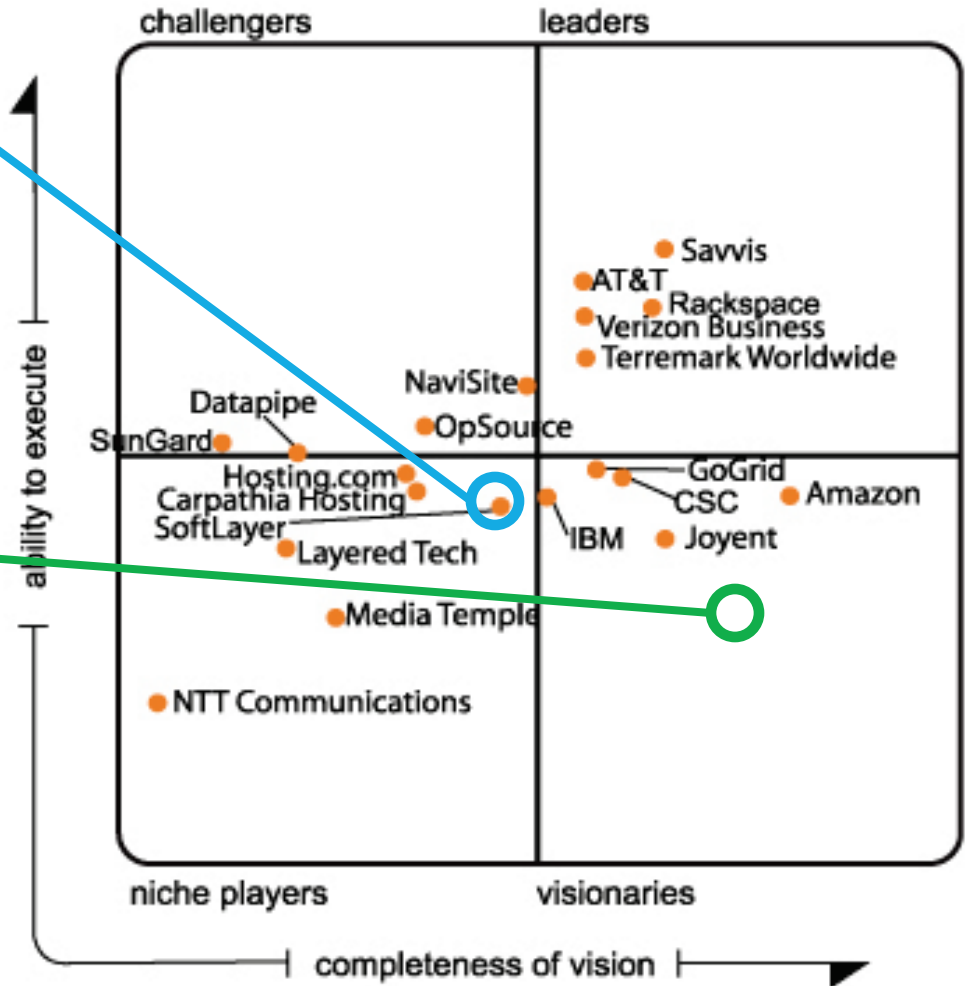 challengers
leaders
Savvis
AT&T
Rackspace
Verizon Business
Terremark Worldwide
NaviSite
Datapipe
OpSource
SunGard
Hosting.com
GoGrid
Carpathia Hosting
CSC
Amazon
SoftLayer
IBM
Joyent
Layered Tech
Media Temple
NTT Communications
ability to execute
niche players
visionaries
completeness of vision